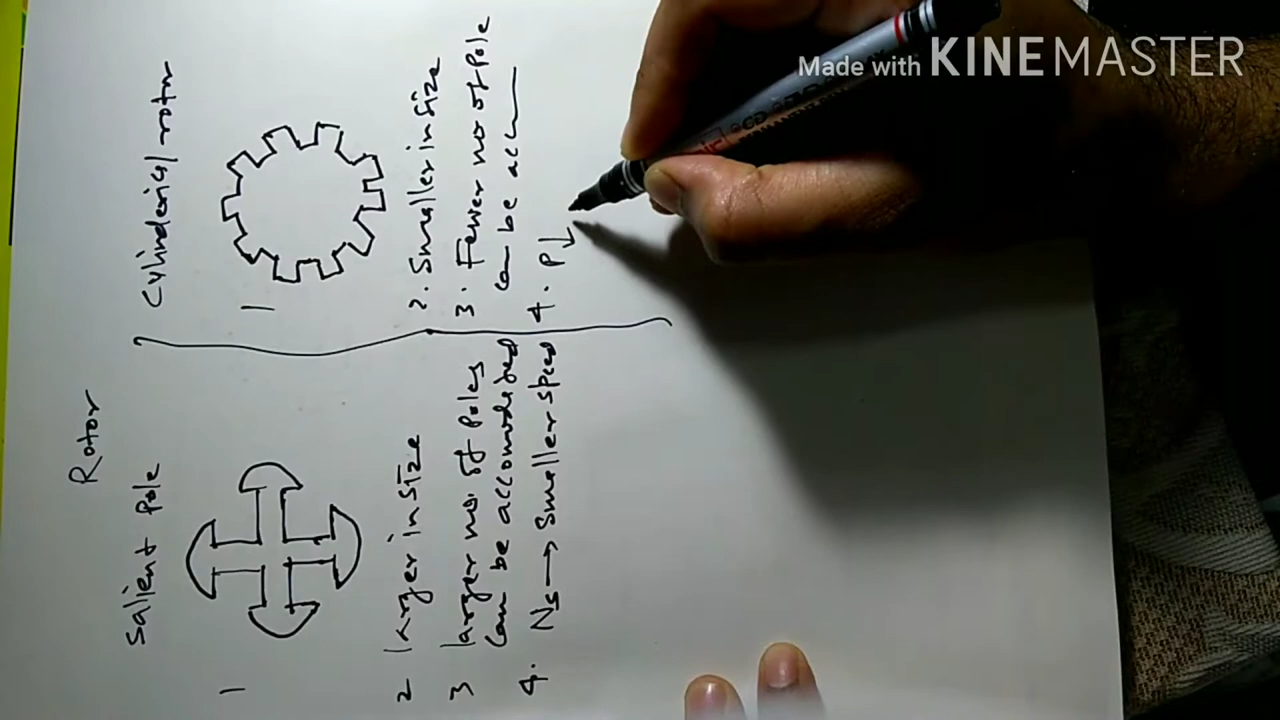 Made with KINEMASTER
Rotor
Salient Pole
1
2 larger in size
3 larger no. of Poles
can be accomodated
4. Ns → Smaller speed
Cylinderical rotor
1
2. Smaller in size
3. Fewer no of Pole
can be acc
4. P↓